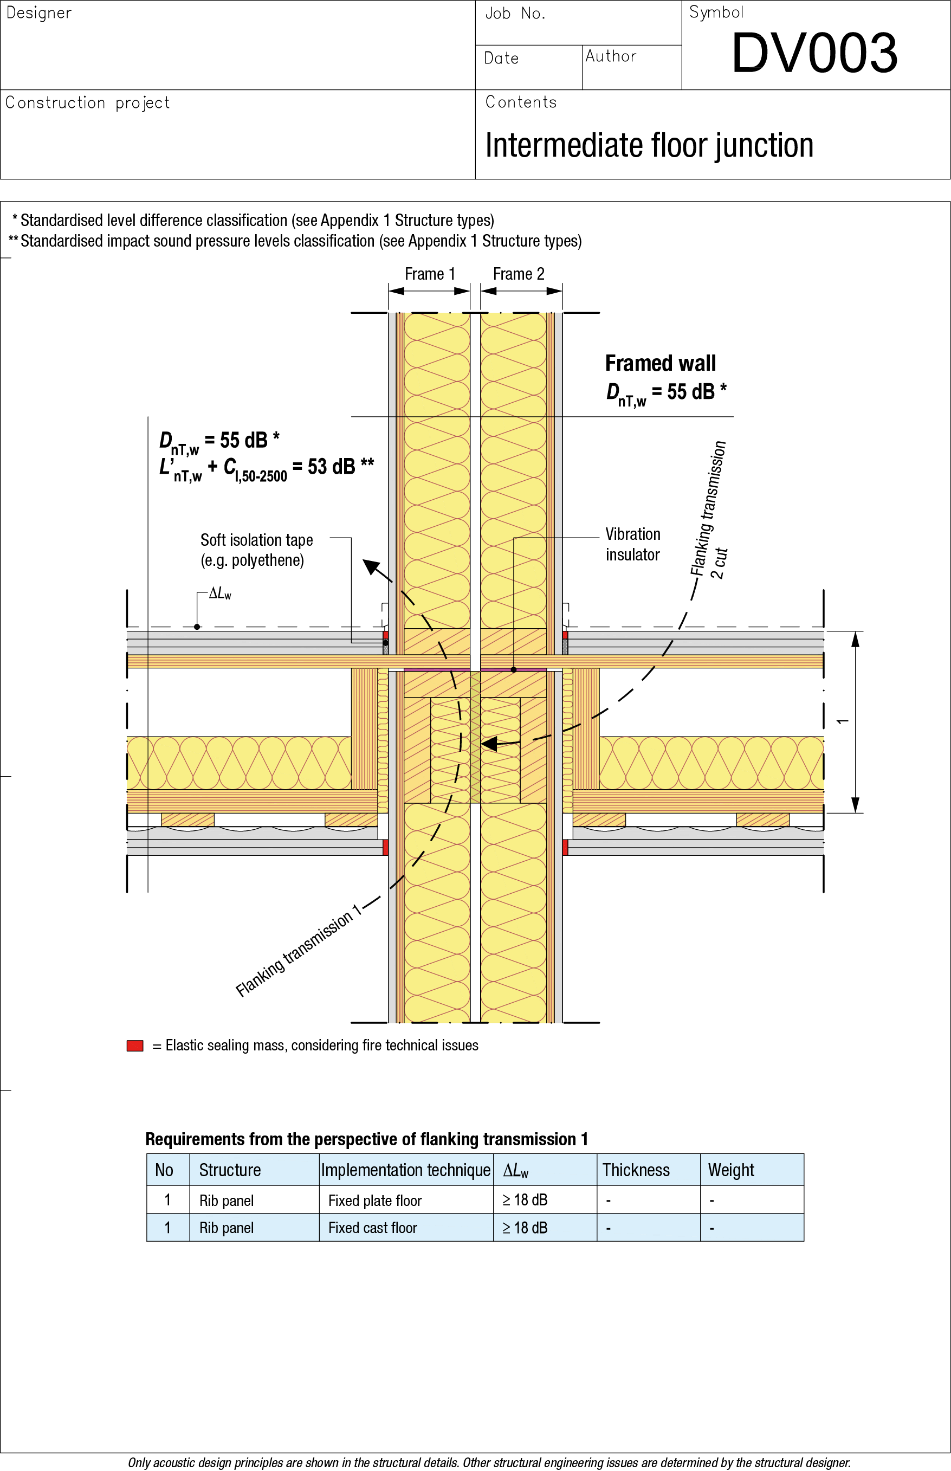 Designer
Job No.
Symbol
DV003
Date
Author
Construction project
Contents
Intermediate floor junction
* Standardised level difference classification (see Appendix 1 Structure types)
** Standardised impact sound pressure levels classification (see Appendix 1 Structure types)
Frame 1
Frame 2
Framed wall
DnT,w = 55 dB *
DnT,w = 55 dB *
L’nT,w + CI,50-2500 = 53 dB **
Flanking transmission
2 cut
Soft isolation tape
(e.g. polyethene)
Vibration
insulator
ΔLw
1
Flanking transmission 1
= Elastic sealing mass, considering fire technical issues
Requirements from the perspective of flanking transmission 1
No Structure Implementation technique ΔLw Thickness Weight
1 Rib panel Fixed plate floor ≥ 18 dB - -
1 Rib panel Fixed cast floor ≥ 18 dB - -
Only acoustic design principles are shown in the structural details. Other structural engineering issues are determined by the structural designer.